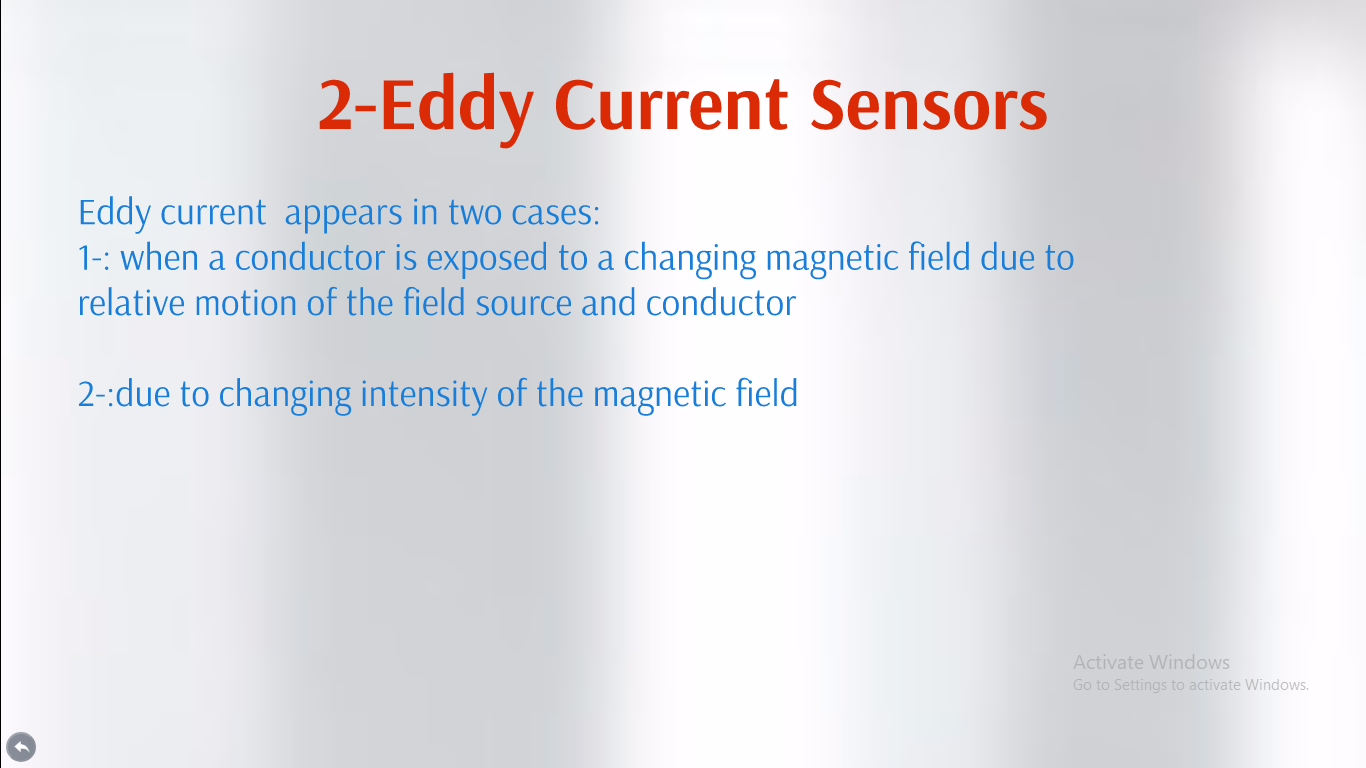 2-Eddy Current Sensors
Eddy current  appears in two cases:
1-: when a conductor is exposed to a changing magnetic field due to
relative motion of the field source and conductor
2-:due to changing intensity of the magnetic field
Activate Windows
Go to Settings to activate Windows.